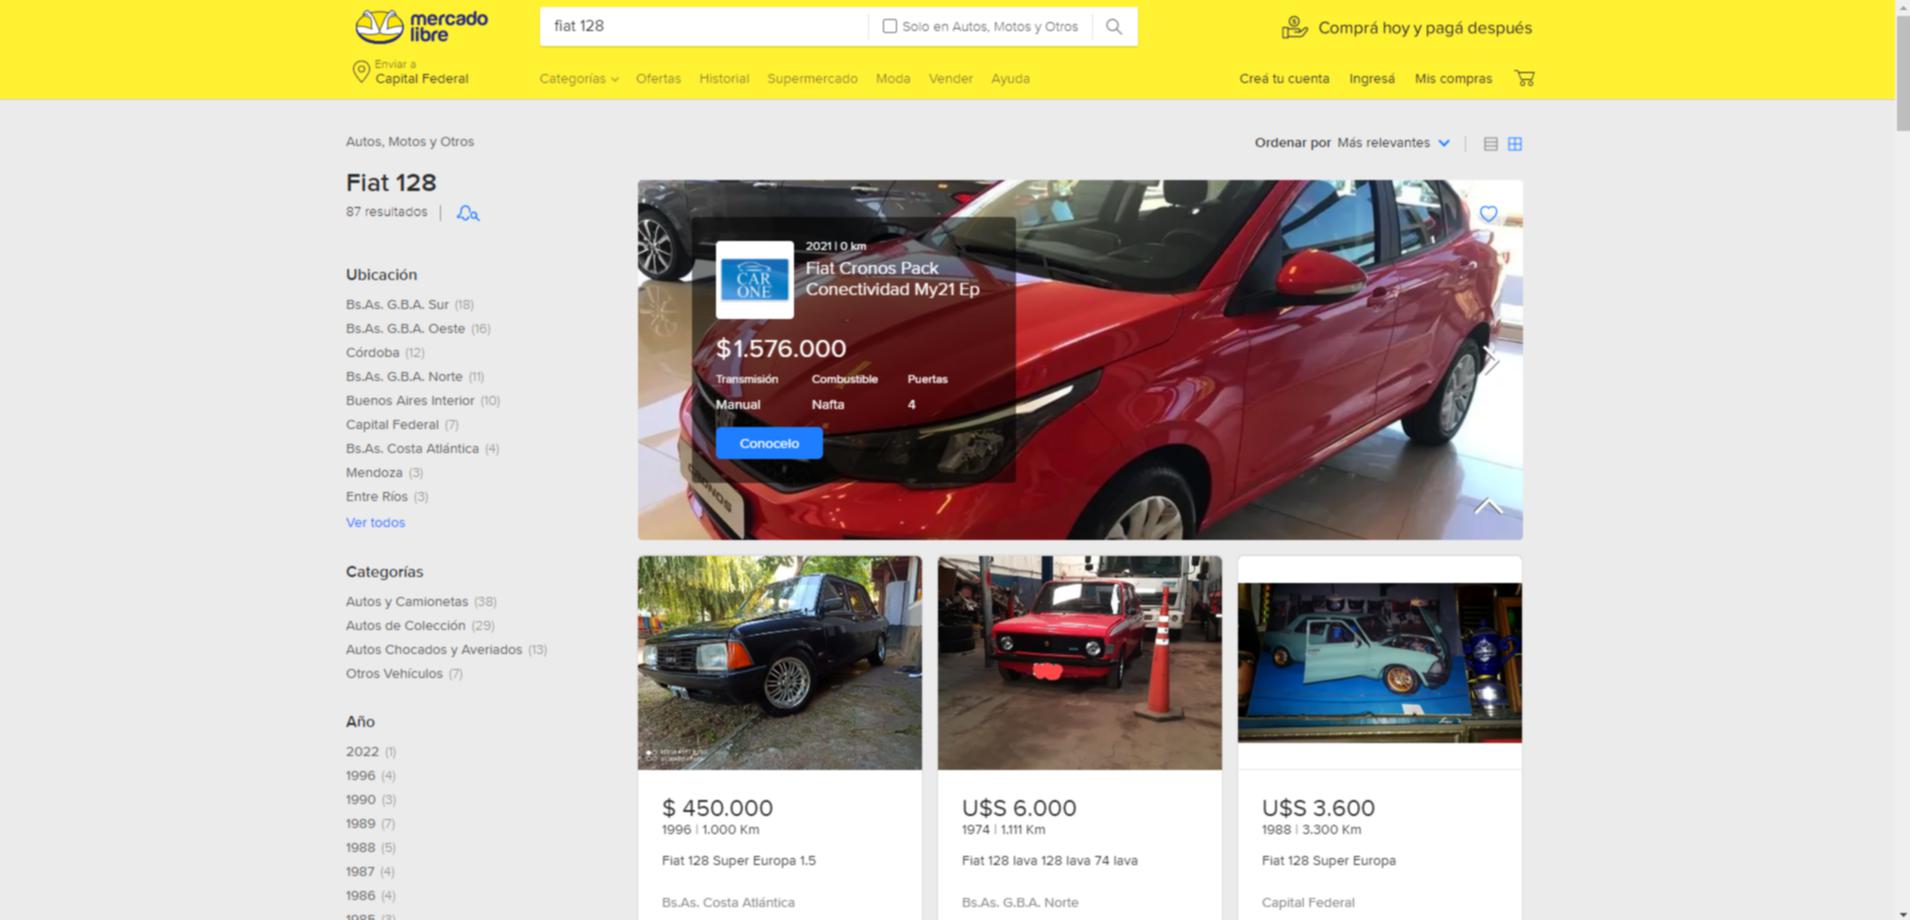 mercado
libre
fiat 128
Solo en Autos, Motos y Otros
Comprá hoy y pagá después
Enviar a
Capital Federal
Categorías
Ofertas
Historial
Supermercado
Moda
Vender
Ayuda
Creá tu cuenta
Ingresá
Mis compras
Autos, Motos y Otros
Ordenar por Más relevantes
Fiat 128
87 resultados
Ubicación
Bs.As. G.B.A. Sur (18)
Bs.As. G.B.A. Oeste (16)
Córdoba (12)
Bs.As. G.B.A. Norte (11)
Buenos Aires Interior (10)
Capital Federal (7)
Bs.As. Costa Atlántica (4)
Mendoza (3)
Entre Ríos (3)
Ver todos
Categorías
Autos y Camionetas (38)
Autos de Colección (29)
Autos Chocados y Averiados (13)
Otros Vehículos (7)
Año
2022 (1)
1996 (4)
1990 (3)
1989 (7)
1988 (5)
1987 (4)
1986 (4)
1985 (3)
CAR
ONE
2021 | 0 km
Fiat Cronos Pack
Conectividad My21 Ep
$1.576.000
Transmisión Combustible Puertas
Manual Nafta 4
Conocelo
CRONOS
$ 450.000
1996 | 1.000 Km
Fiat 128 Super Europa 1.5
Bs.As. Costa Atlántica
U$S 6.000
1974 | 1.111 Km
Fiat 128 Iava 128 Iava 74 Iava
Bs.As. G.B.A. Norte
U$S 3.600
1988 | 3.300 Km
Fiat 128 Super Europa
Capital Federal